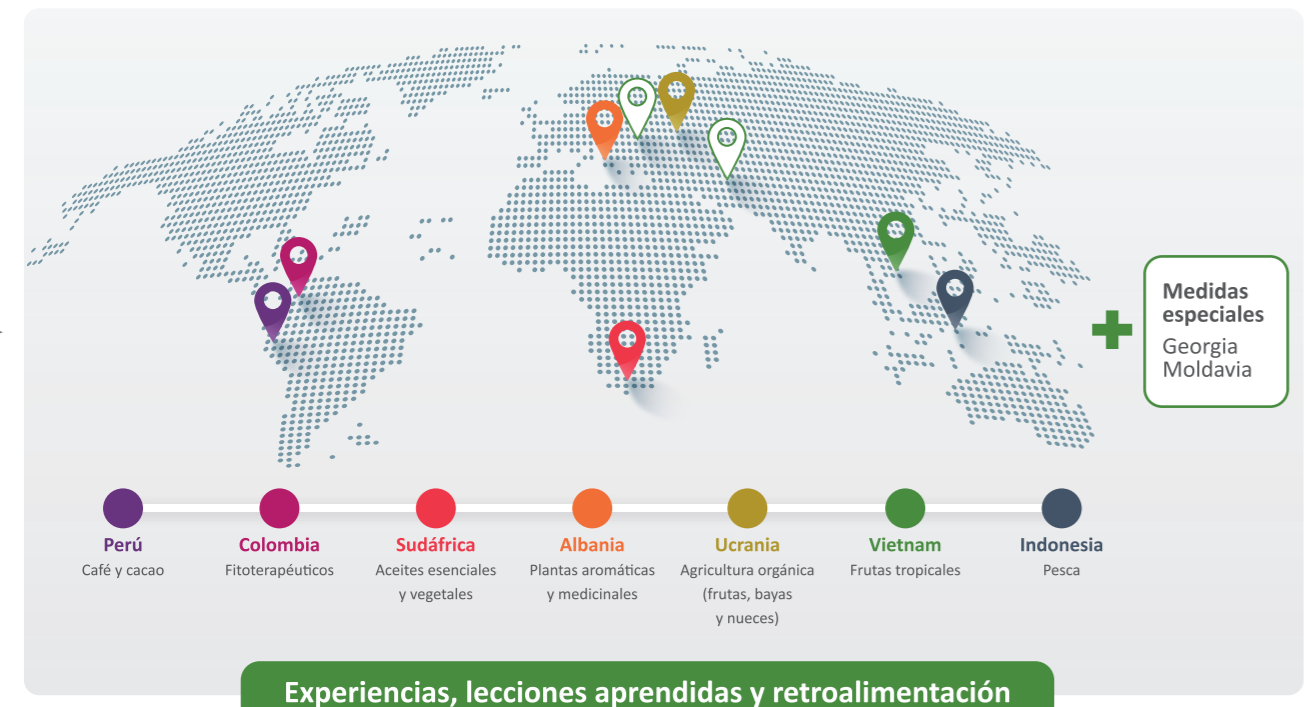 Medidas
especiales
Georgia
Moldavia
Perú
Café y cacao
Colombia
Fitoterapéuticos
Sudáfrica
Aceites esenciales
y vegetales
Albania
Plantas aromáticas
y medicinales
Ucrania
Agricultura orgánica
(frutas, bayas
y nueces)
Vietnam
Frutas tropicales
Indonesia
Pesca
Experiencias, lecciones aprendidas y retroalimentación